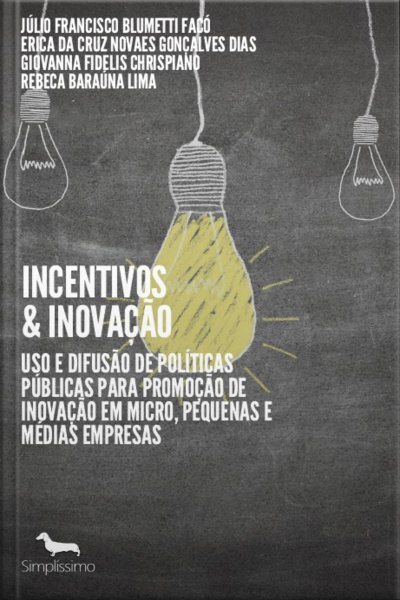 JÚLIO FRANCISCO BLUMETTI FACÓ
ERICA DA CRUZ NOVAES GONÇALVES DIAS
GIOVANNA FIDELIS CHRISPIANO
REBECA BARAÚNA LIMA
INCENTIVOS
& INOVAÇÃO
USO E DIFUSÃO DE POLÍTICAS
PÚBLICAS PARA PROMOÇÃO DE
INOVAÇÃO EM MICRO, PEQUENAS E
MÉDIAS EMPRESAS
Simplíssimo